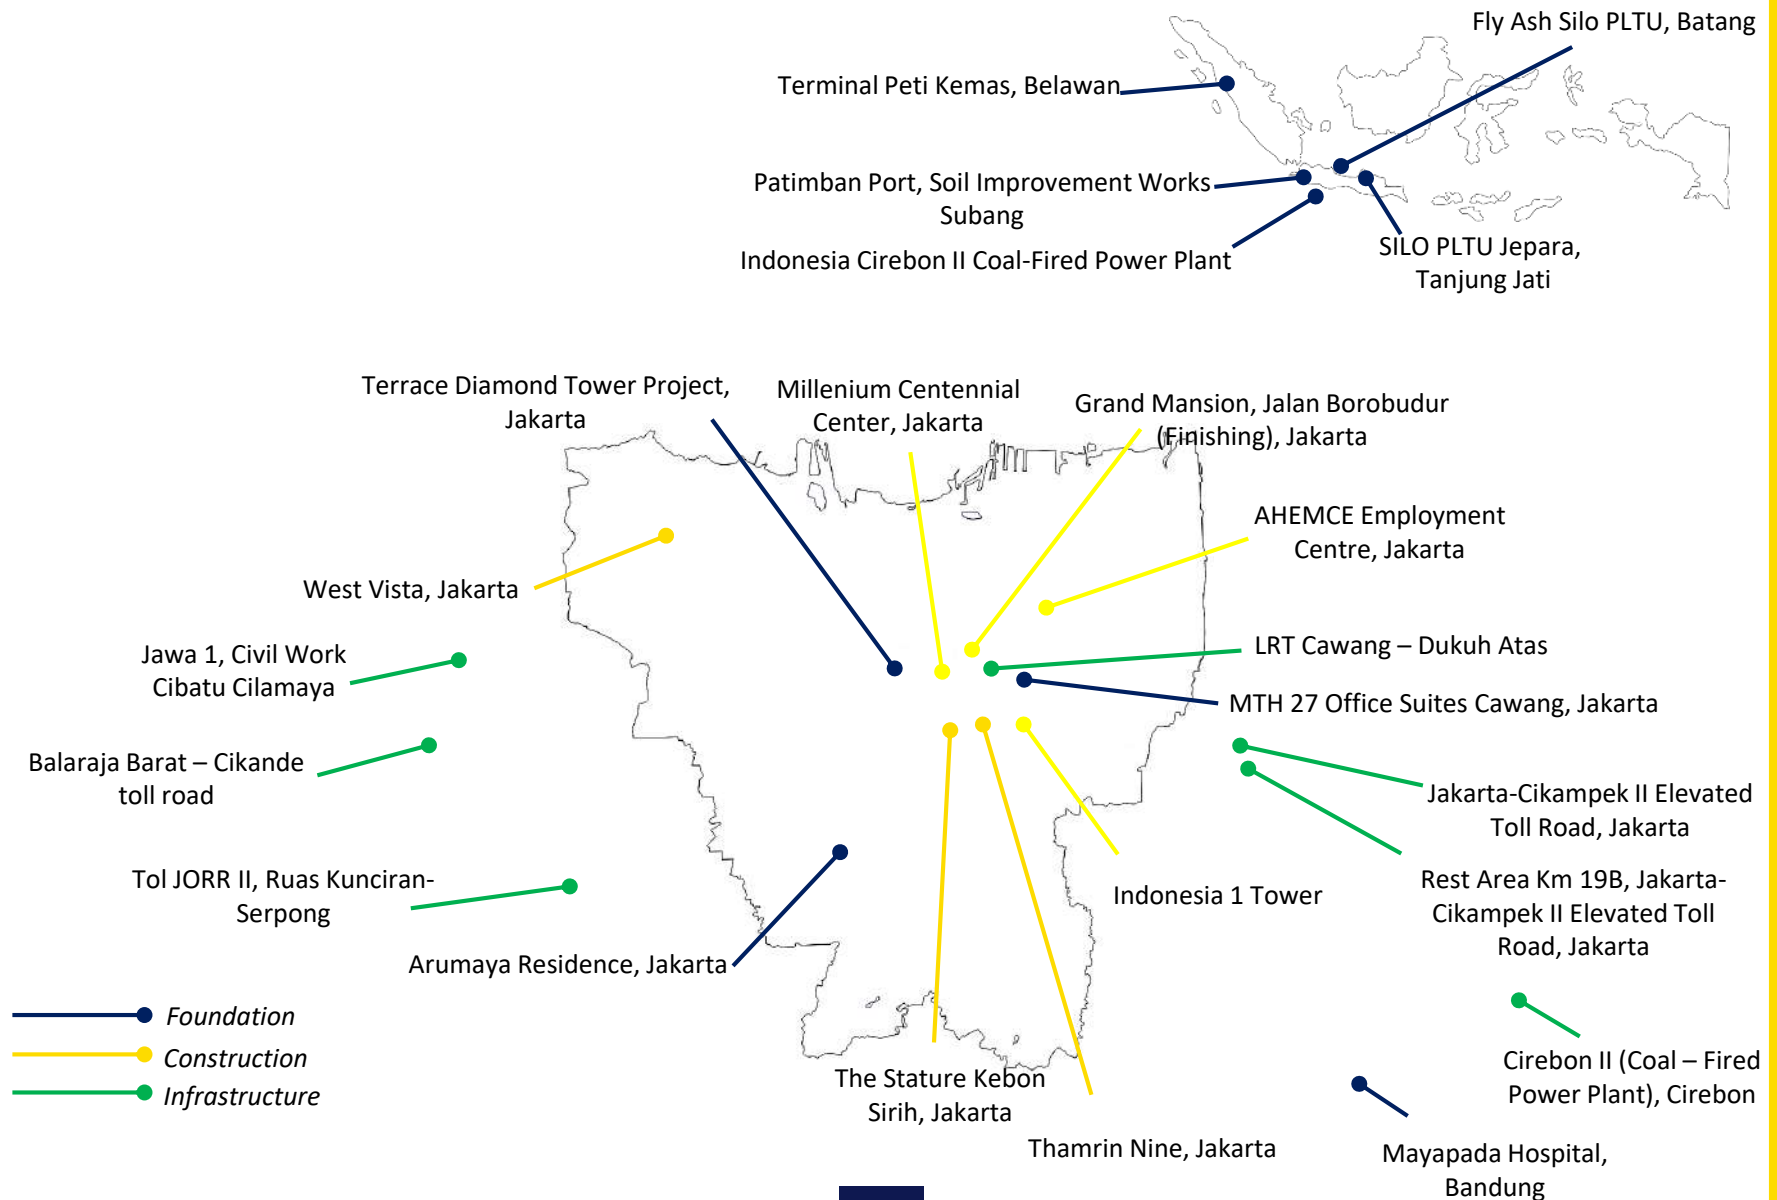 Fly Ash Silo PLTU, Batang
Terminal Peti Kemas, Belawan
Patimban Port, Soil Improvement Works
Subang
Indonesia Cirebon II Coal-Fired Power Plant
SILO PLTU Jepara,
Tanjung Jati
Terrace Diamond Tower Project,
Jakarta
Millenium Centennial
Center, Jakarta
Grand Mansion, Jalan Borobudur
(Finishing), Jakarta
AHEMCE Employment
Centre, Jakarta
West Vista, Jakarta
Jawa 1, Civil Work
Cibatu Cilamaya
LRT Cawang – Dukuh Atas
MTH 27 Office Suites Cawang, Jakarta
Balaraja Barat – Cikande
toll road
Jakarta-Cikampek II Elevated
Toll Road, Jakarta
Tol JORR II, Ruas Kunciran-
Serpong
Indonesia 1 Tower
Rest Area Km 19B, Jakarta-
Cikampek II Elevated Toll
Road, Jakarta
Arumaya Residence, Jakarta
Foundation
Construction
Infrastructure
The Stature Kebon
Sirih, Jakarta
Cirebon II (Coal – Fired
Power Plant), Cirebon
Thamrin Nine, Jakarta
Mayapada Hospital,
Bandung